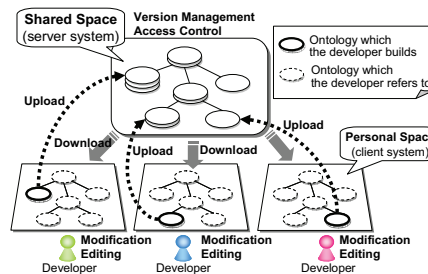 Shared Space
(server system)
Version Management
Access Control
Ontology which
the developer builds
Ontology which
the developer refers to
Upload
Download
Upload
Download
Upload
Personal Space
(client system)
Modification
Editing
Developer
Modification
Editing
Developer
Modification
Editing
Developer